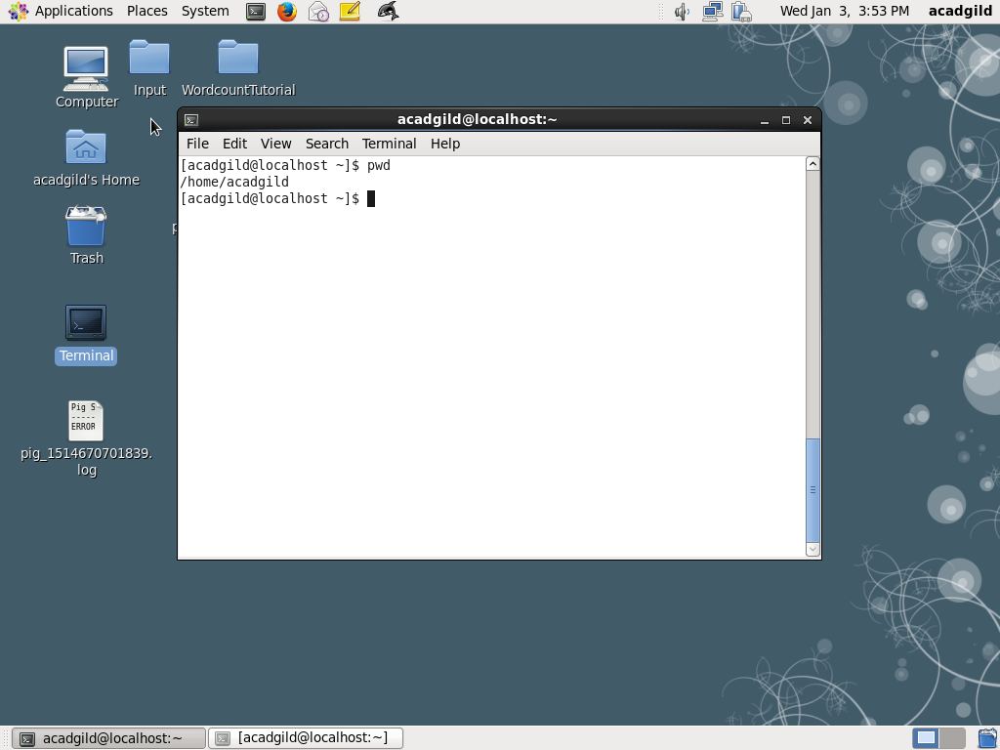 Applications Places System Wed Jan 3, 3:53 PM acadgild
Computer
Input
WordcountTutorial
acadgild's Home
Trash
Terminal
Pig S
-----
ERROR
pig_1514670701839.
log
acadgild@localhost:~
File Edit View Search Terminal Help
[acadgild@localhost ~]$ pwd
/home/acadgild
[acadgild@localhost ~]$
acadgild@localhost:~ [acadgild@localhost:~]